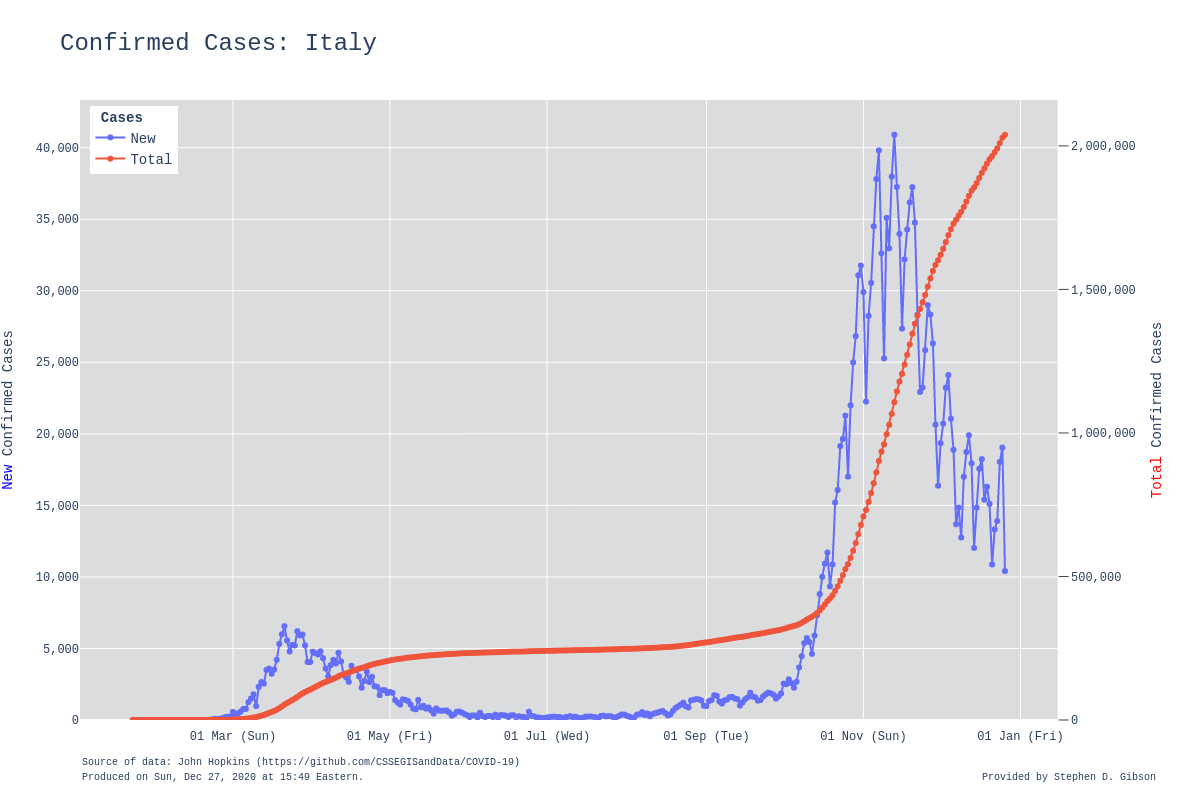 Confirmed Cases: Italy
Cases
New
Total
40,000
35,000
30,000
25,000
20,000
15,000
10,000
5,000
0
New Confirmed Cases
2,000,000
1,500,000
1,000,000
500,000
0
Total Confirmed Cases
01 Mar (Sun) 01 May (Fri) 01 Jul (Wed) 01 Sep (Tue) 01 Nov (Sun) 01 Jan (Fri)
Source of data: John Hopkins (https://github.com/CSSEGISandData/COVID-19)
Produced on Sun, Dec 27, 2020 at 15:49 Eastern.
Provided by Stephen D. Gibson